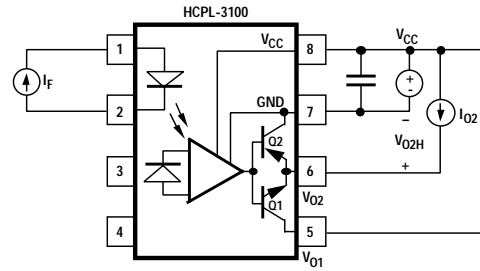 HCPL-3100
1
2
3
4
8
7
6
5
I_F
V_CC
GND
Q2
Q1
V_O2
V_O1
V_CC
+
-
–
I_O2
V_O2H
+